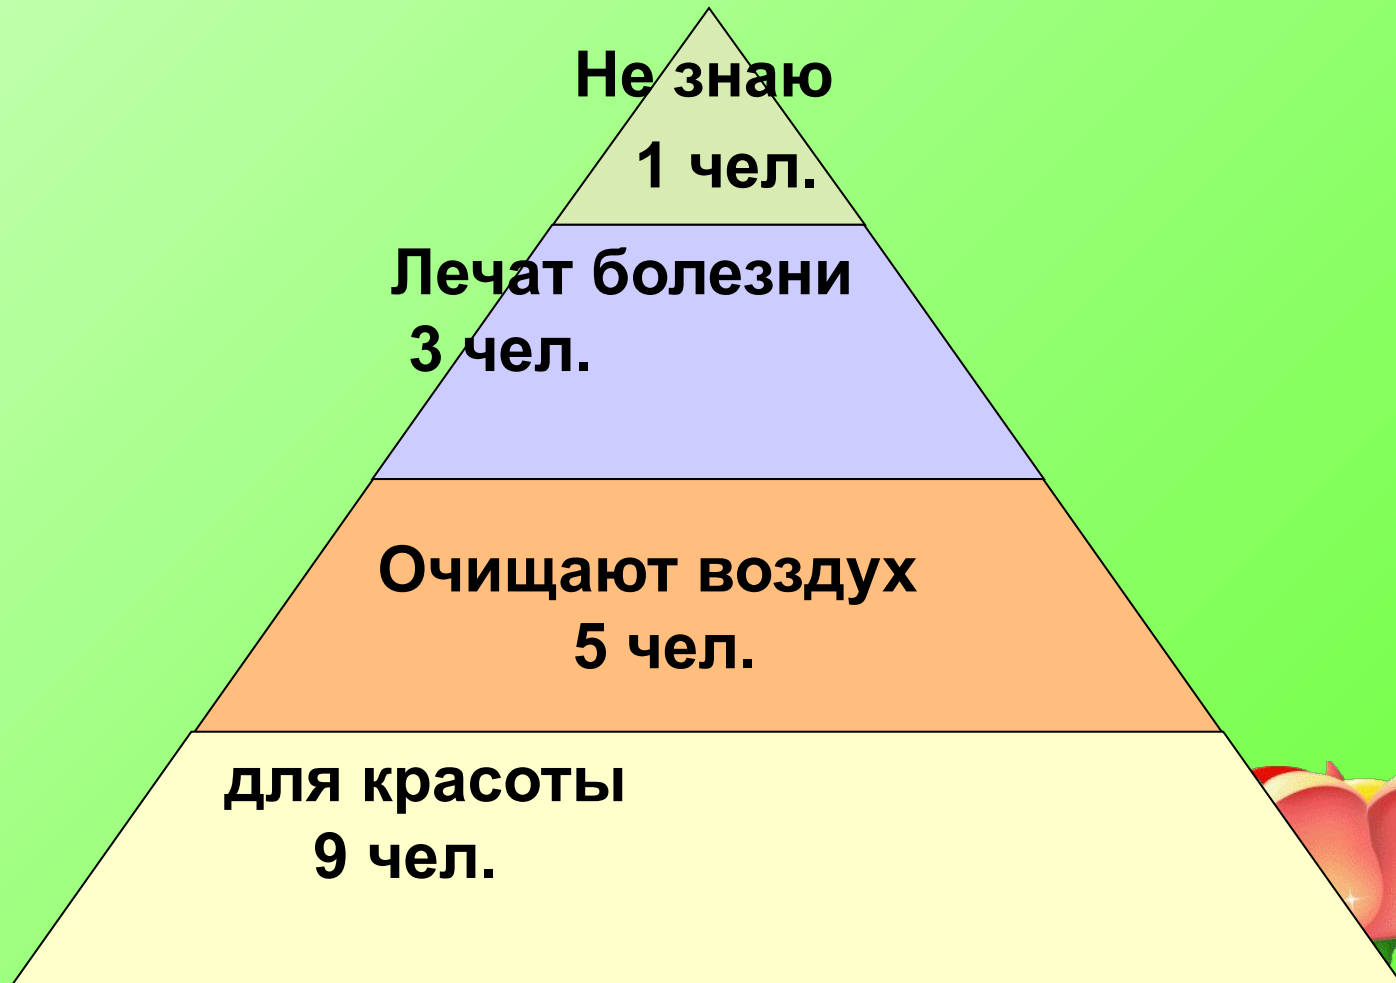 Не знаю
1 чел.
Лечат болезни
3 чел.
Очищают воздух
5 чел.
для красоты
9 чел.